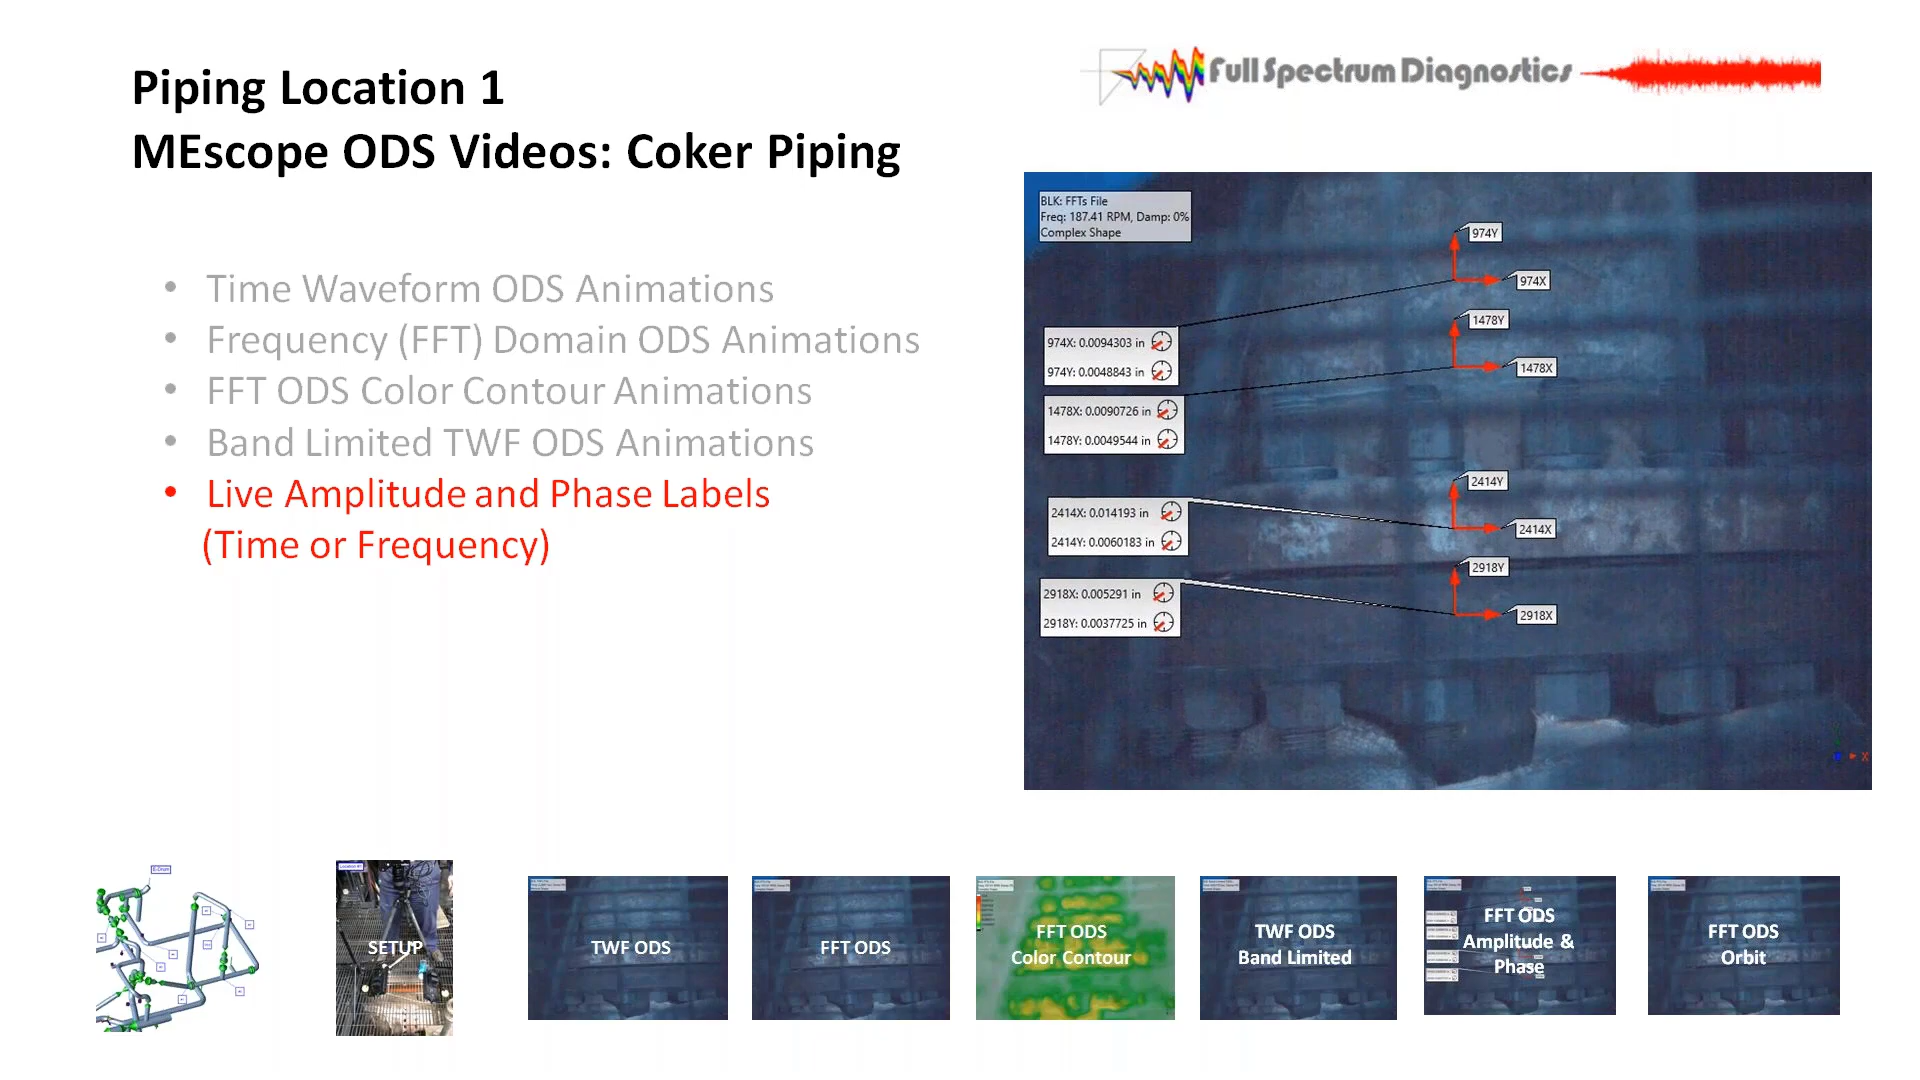 Piping Location 1
MEscope ODS Videos: Coker Piping
Full Spectrum Diagnostics
• Time Waveform ODS Animations
• Frequency (FFT) Domain ODS Animations
• FFT ODS Color Contour Animations
• Band Limited TWF ODS Animations
• Live Amplitude and Phase Labels
(Time or Frequency)
BLK: FFTs File
Freq: 187.41 RPM, Damp: 0%
Complex Shape
974Y
974X
1478Y
974X: 0.0094303 in
974Y: 0.0048843 in
1478X
1478X: 0.0090726 in
1478Y: 0.0049544 in
2414Y
2414X: 0.014193 in
2414X
2414Y: 0.0060183 in
2918Y
2918X: 0.005291 in
2918X
2918Y: 0.0037725 in
X
SETUP
TWF ODS
FFT ODS
FFT ODS
Color Contour
TWF ODS
Band Limited
FFT ODS
Amplitude &
Phase
FFT ODS
Orbit